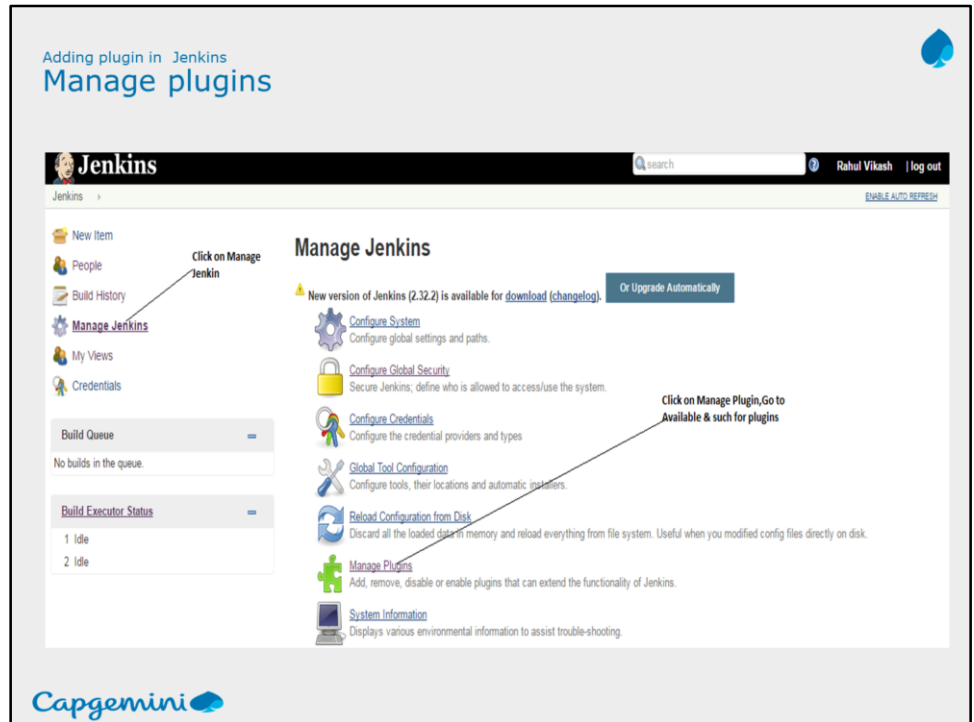 Adding plugin in Jenkins
Manage plugins
Jenkins
search
Rahul Vikash | log out
Jenkins
ENABLE AUTO REFRESH
New Item
People
Build History
Manage Jenkins
My Views
Credentials
Click on Manage
Jenkin
Build Queue
No builds in the queue.
Build Executor Status
1 Idle
2 Idle
Manage Jenkins
New version of Jenkins (2.32.2) is available for download (changelog).
Or Upgrade Automatically
Configure System
Configure global settings and paths.
Configure Global Security
Secure Jenkins; define who is allowed to access/use the system.
Click on Manage Plugin,Go to
Available & such for plugins
Configure Credentials
Configure the credential providers and types
Global Tool Configuration
Configure tools, their locations and automatic installers.
Reload Configuration from Disk
Discard all the loaded data in memory and reload everything from file system. Useful when you modified config files directly on disk.
Manage Plugins
Add, remove, disable or enable plugins that can extend the functionality of Jenkins.
System Information
Displays various environmental information to assist trouble-shooting.
Capgemini